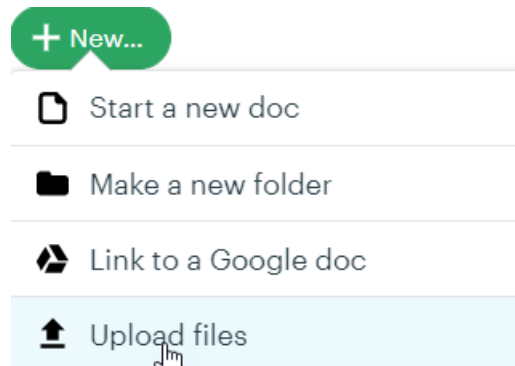 + New...
Start a new doc
Make a new folder
Link to a Google doc
Upload files